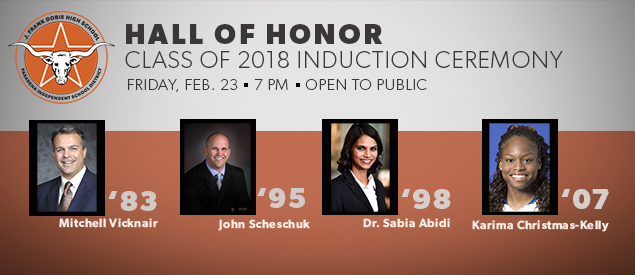 J. FRANK DOBIE HIGH SCHOOL
PASADENA INDEPENDENT SCHOOL DISTRICT
HALL OF HONOR
CLASS OF 2018 INDUCTION CEREMONY
FRIDAY, FEB. 23 ▪ 7 PM ▪ OPEN TO PUBLIC
‘83
Mitchell Vicknair
‘95
John Scheschuk
‘98
Dr. Sabia Abidi
‘07
Karima Christmas-Kelly